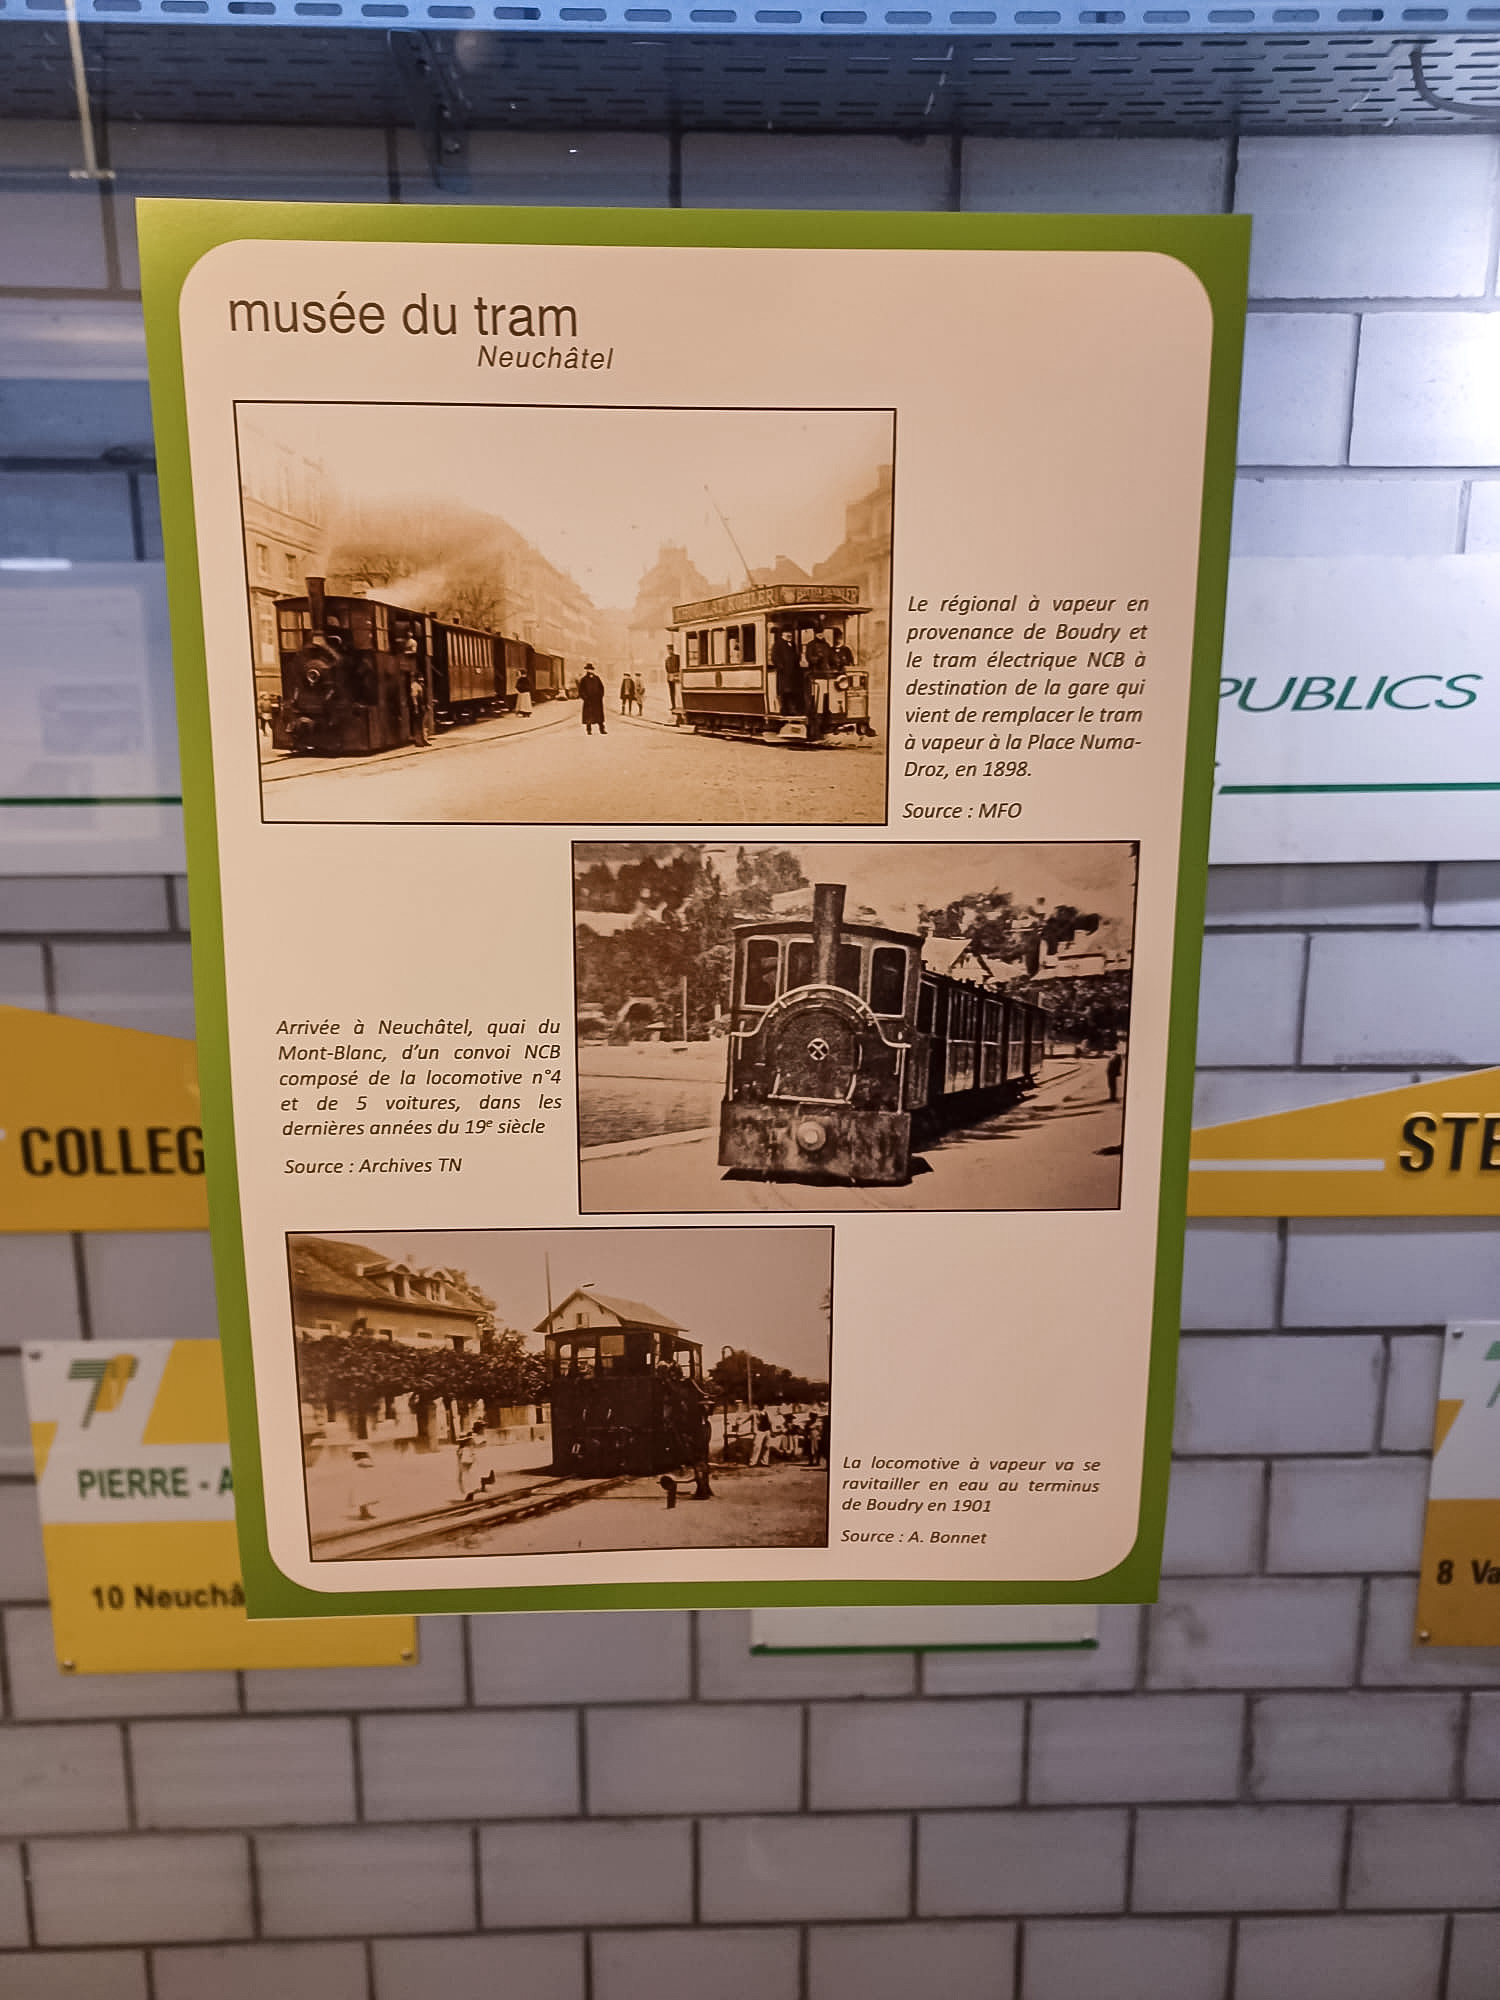 musée du tram
Neuchâtel
Le régional à vapeur en
provenance de Boudry et
le tram électrique NCB à
destination de la gare qui
vient de remplacer le tram
à vapeur à la Place Numa-
Droz, en 1898.
Source : MFO
PUBLICS
Arrivée à Neuchâtel, quai du
Mont-Blanc, d'un convoi NCB
composé de la locomotive n°4
et de 5 voitures, dans les
dernières années du 19e siècle
Source : Archives TN
COLLEG
STE
La locomotive à vapeur va se
ravitailler en eau au terminus
de Boudry en 1901
Source : A. Bonnet
PIERRE - A
10 Neuchâ
8 Va